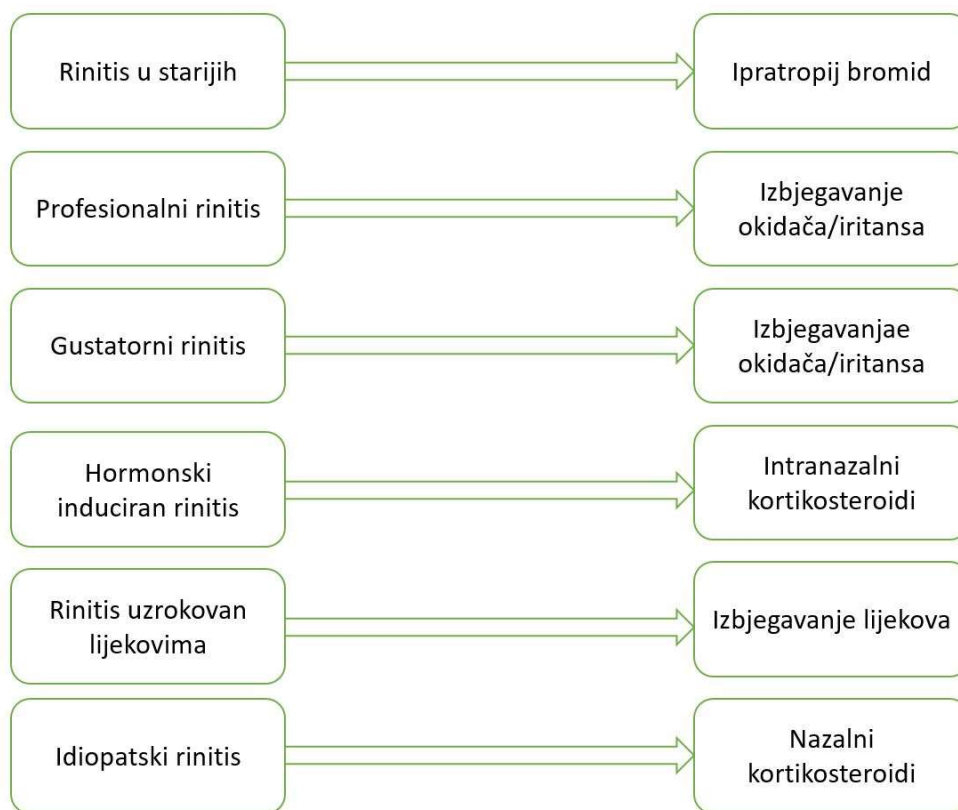 Rinitis u starijih
Ipratropij bromid
Profesionalni rinitis
Izbjegavanje
okidača/iritansa
Gustatorni rinitis
Izbjegavanjae
okidača/iritansa
Hormonski
induciran rinitis
Intranazalni
kortikosteroidi
Rinitis uzrokovan
lijekovima
Izbjegavanje lijekova
Idiopatski rinitis
Nazalni
kortikosteroidi